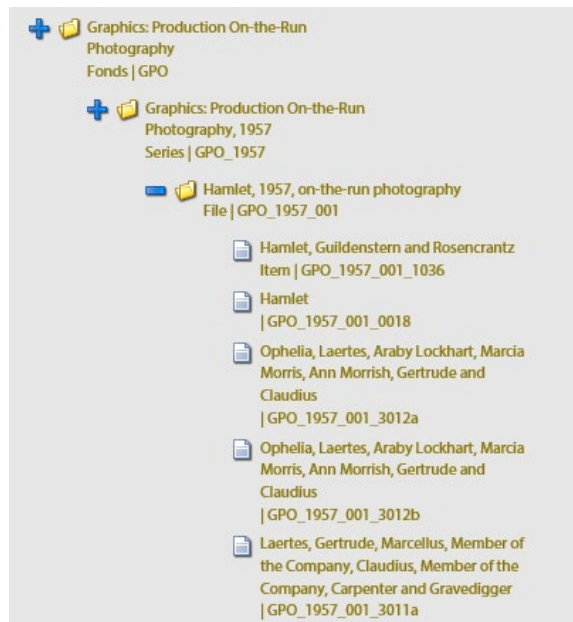 Graphics: Production On-the-Run
Photography
Fonds | GPO
Graphics: Production On-the-Run
Photography, 1957
Series | GPO_1957
Hamlet, 1957, on-the-run photography
File | GPO_1957_001
Hamlet, Guildenstern and Rosencrantz
Item | GPO_1957_001_1036
Hamlet
| GPO_1957_001_0018
Ophelia, Laertes, Araby Lockhart, Marcia
Morris, Ann Morrish, Gertrude and
Claudius
| GPO_1957_001_3012a
Ophelia, Laertes, Araby Lockhart, Marcia
Morris, Ann Morrish, Gertrude and
Claudius
| GPO_1957_001_3012b
Laertes, Gertrude, Marcellus, Member of
the Company, Claudius, Member of the
Company, Carpenter and Gravedigger
| GPO_1957_001_3011a